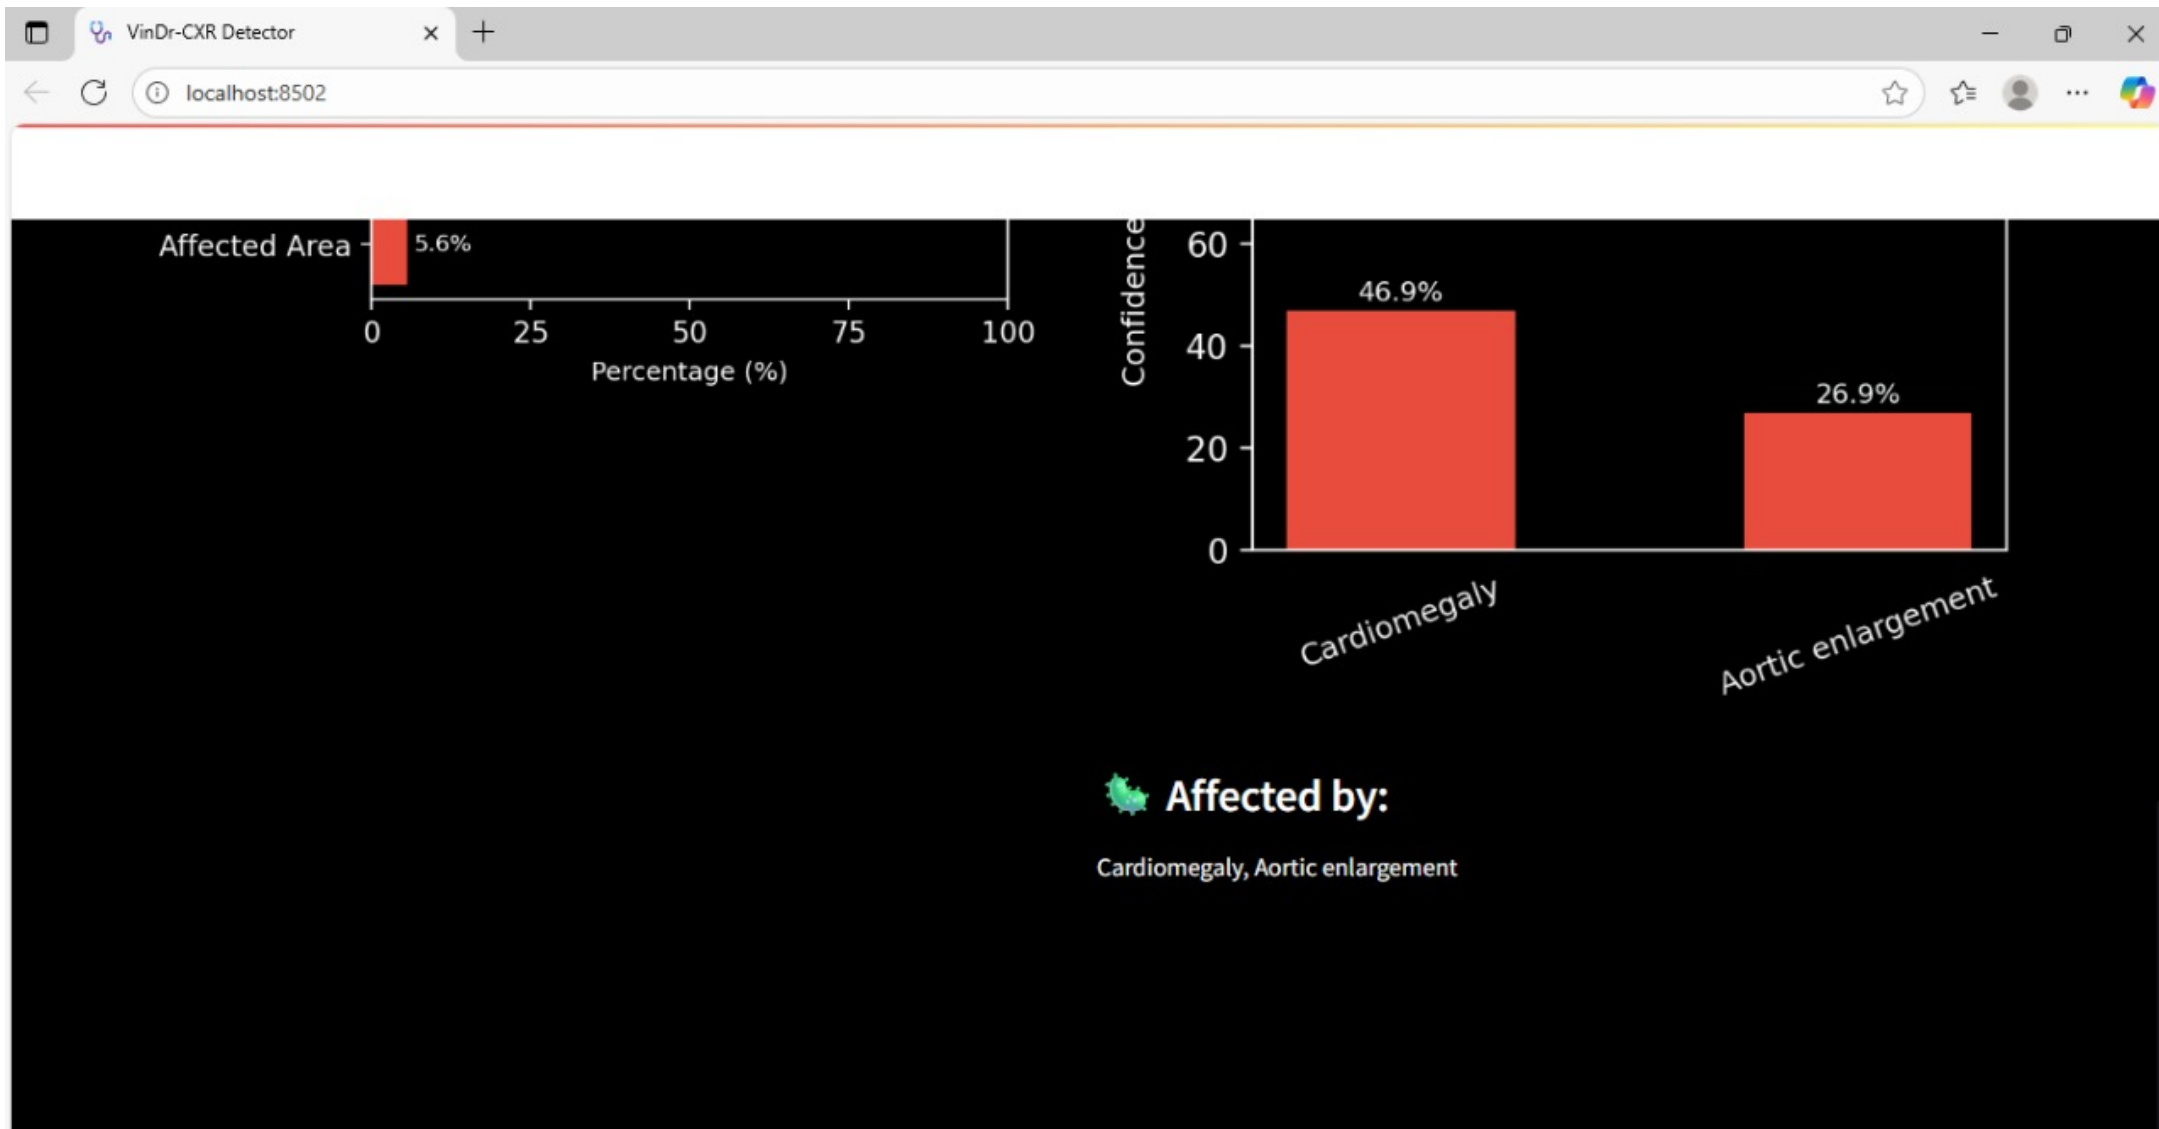 VinDr-CXR Detector
localhost:8502
Affected Area
5.6%
0 25 50 75 100
Percentage (%)
Confidence
60
40
20
0
46.9%
26.9%
Cardiomegaly
Aortic enlargement
Affected by:
Cardiomegaly, Aortic enlargement